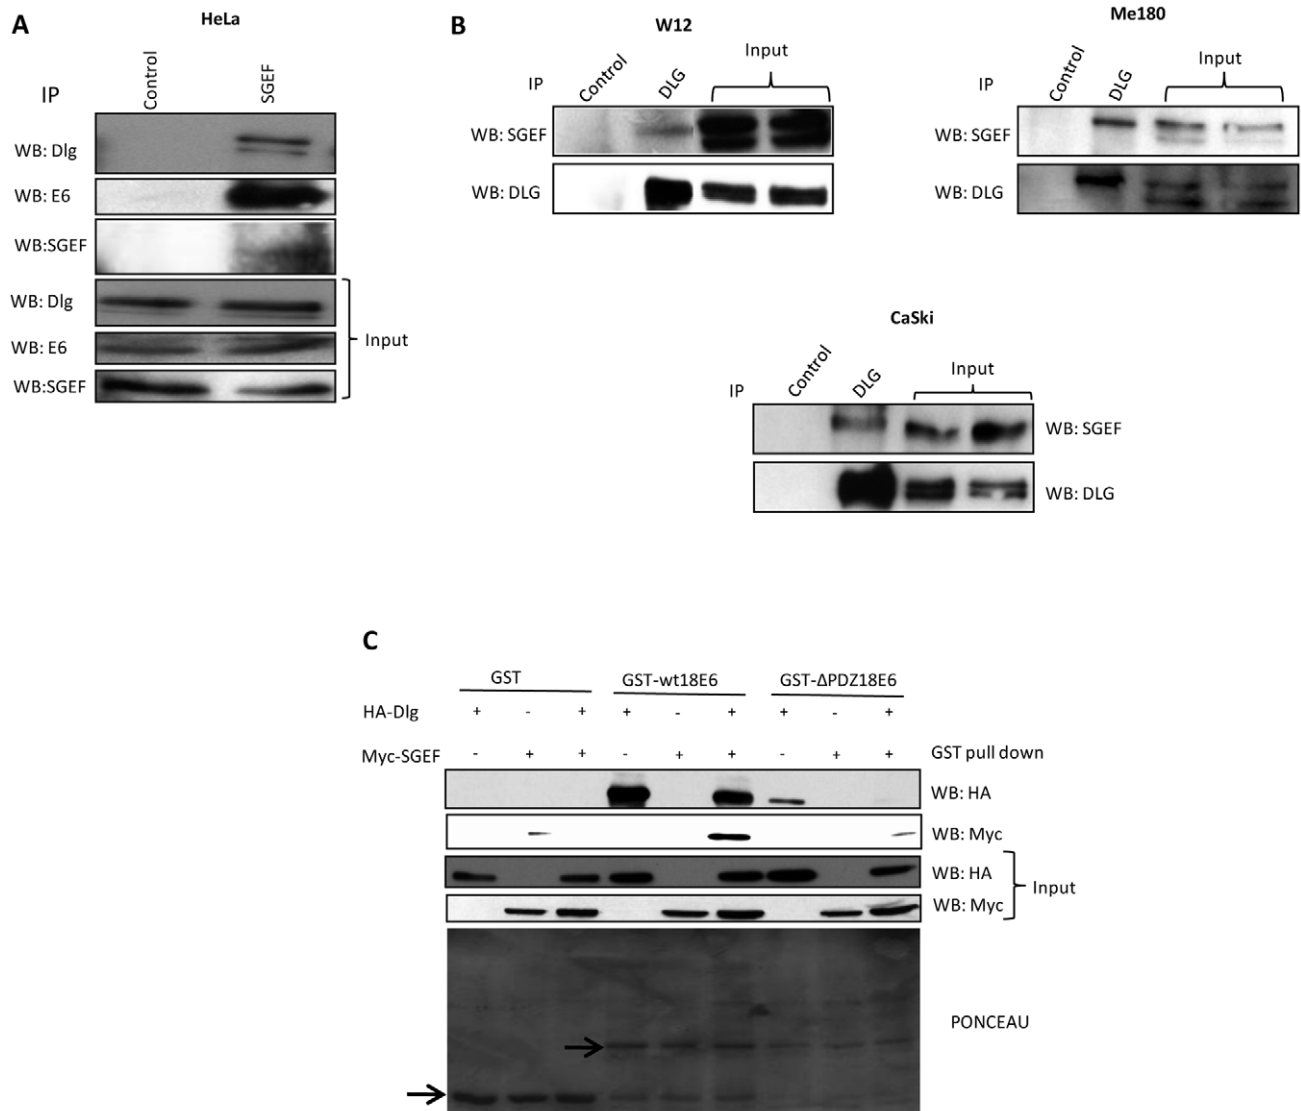 A
HeLa
IP
Control
SGEF
WB: Dlg
WB: E6
WB:SGEF
WB: Dlg
WB: E6
WB:SGEF
Input
B
W12
IP
Control
DLG
Input
WB: SGEF
WB: DLG
Me180
IP
Control
DLG
Input
WB: SGEF
WB: DLG
CaSki
IP
Control
DLG
Input
WB: SGEF
WB: DLG
C
GST GST-wt18E6 GST-ΔPDZ18E6
HA-Dlg + - + + - + + - +
Myc-SGEF - + + - + + - + + GST pull down
WB: HA
WB: Myc
WB: HA
WB: Myc
Input
PONCEAU